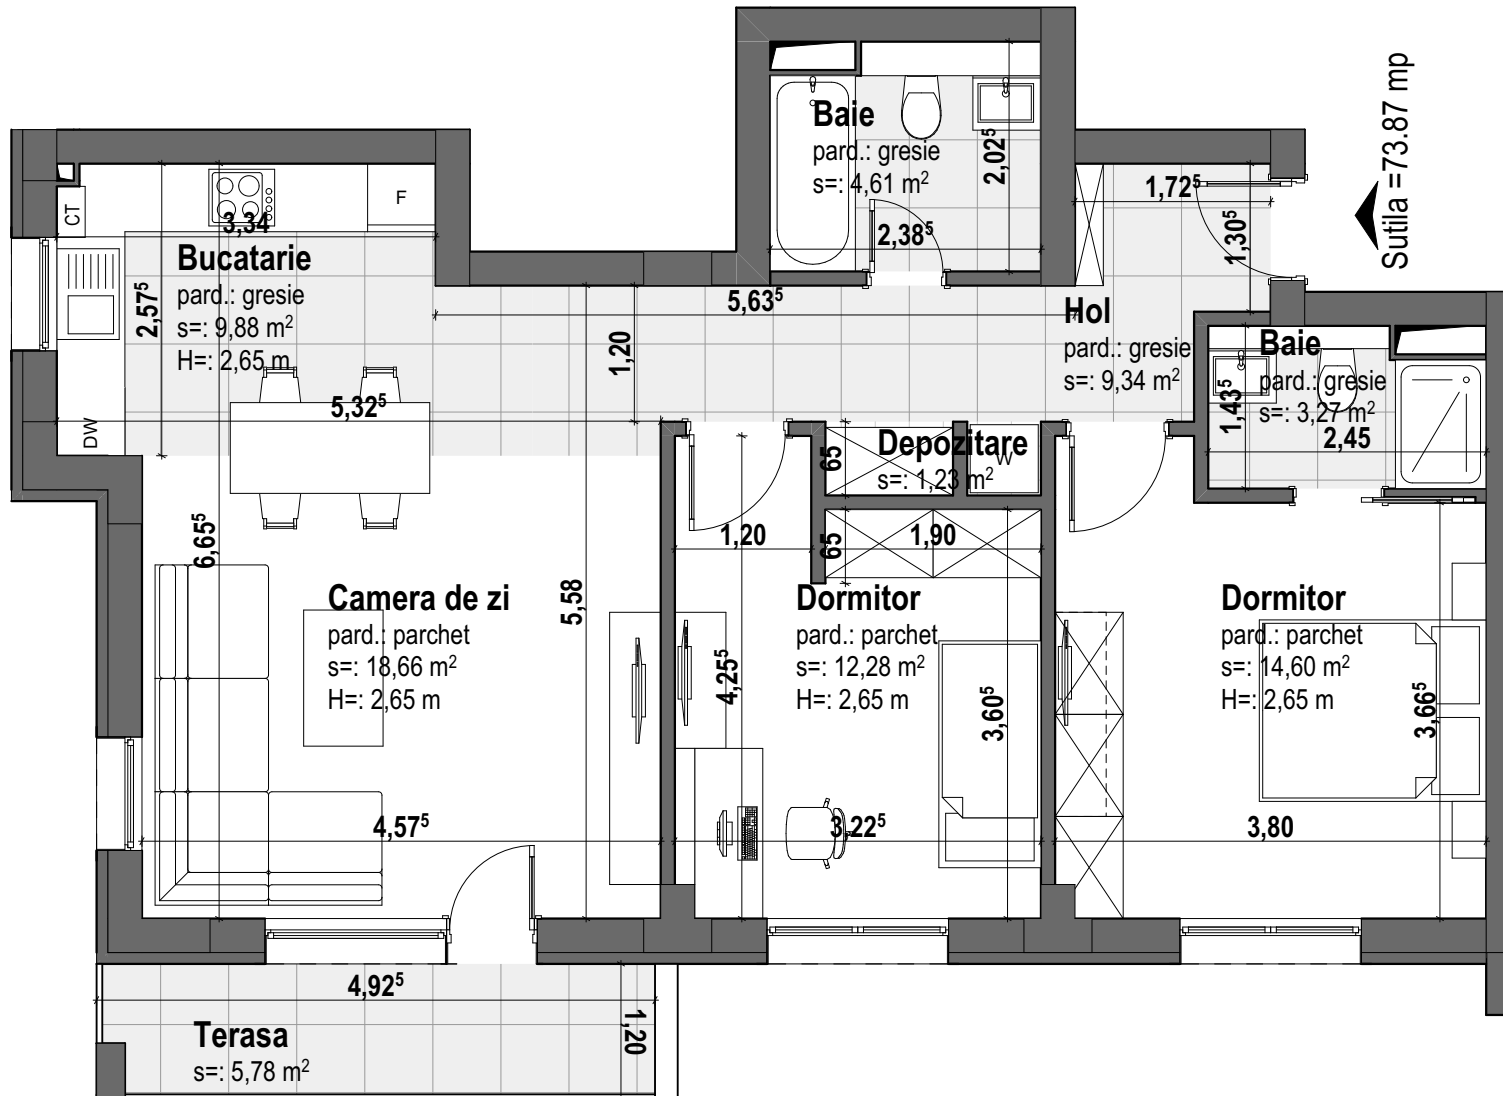 Baie
pard.: gresie
s=: 4,61 m²
2,02⁵
2,38⁵
1,72⁵
1,30⁵
Sutila =73.87 mp
CT
F
3,34
Bucatarie
pard.: gresie
s=: 9,88 m²
H=: 2,65 m
2,57⁵
DW
5,32⁵
5,63⁵
1,20
Hol
pard.: gresie
s=: 9,34 m²
Baie
pard.: gresie
s=: 3,27 m²
1,43⁵
2,45
Depozitare
s=: 1,23 m²
W
65
65
1,20
1,90
6,65⁵
5,58
Camera de zi
pard.: parchet
s=: 18,66 m²
H=: 2,65 m
4,57⁵
Dormitor
pard.: parchet
s=: 12,28 m²
H=: 2,65 m
4,25⁵
3,60⁵
3,22⁵
Dormitor
pard.: parchet
s=: 14,60 m²
H=: 2,65 m
3,66⁵
3,80
4,92⁵
1,20
Terasa
s=: 5,78 m²